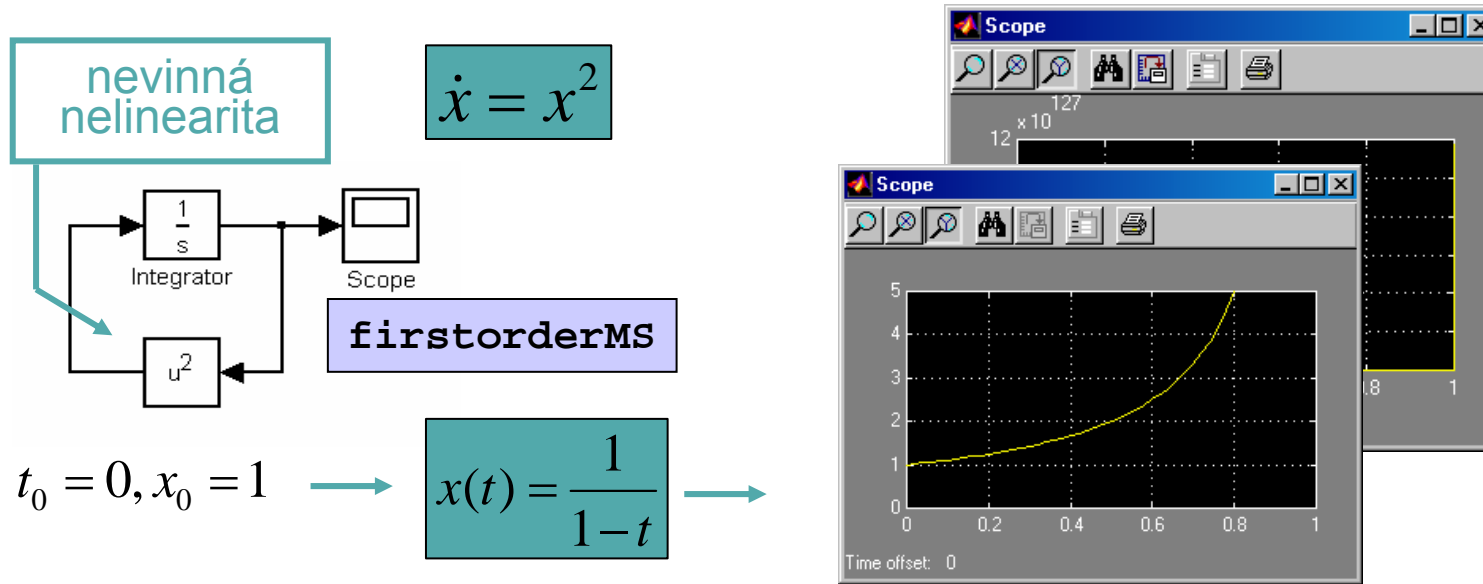 nevinná
nelinearita
ẋ = x²
1
s
Integrator
Scope
u²
firstorderMS
t₀ = 0, x₀ = 1
x(t) = 1 / (1 − t)
Scope
x 10¹²⁷
12
0.8
1
Scope
5
4
3
2
1
0
0 0.2 0.4 0.6 0.8 1
Time offset: 0